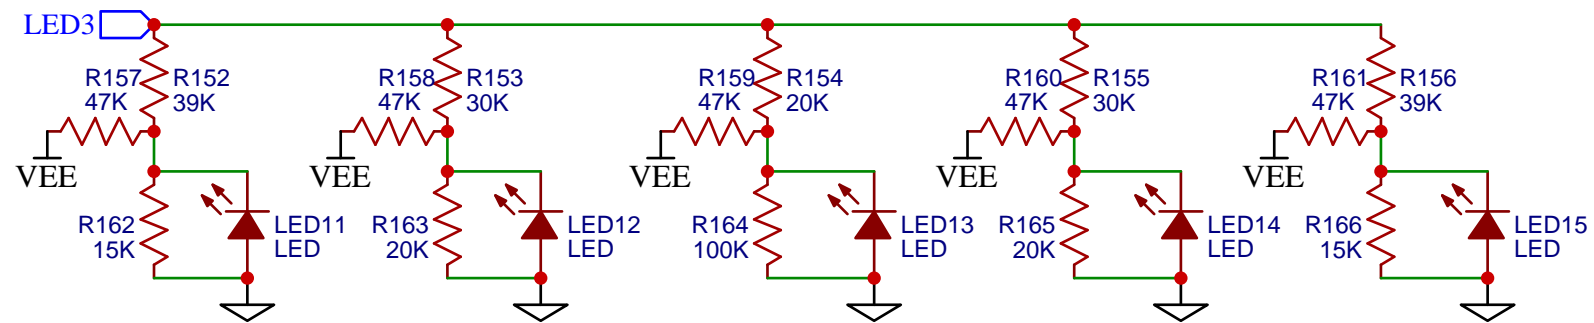 LED3
R157
47K
R152
39K
VEE
R162
15K
LED11
LED
R158
47K
R153
30K
VEE
R163
20K
LED12
LED
R159
47K
R154
20K
VEE
R164
100K
LED13
LED
R160
47K
R155
30K
VEE
R165
20K
LED14
LED
R161
47K
R156
39K
VEE
R166
15K
LED15
LED